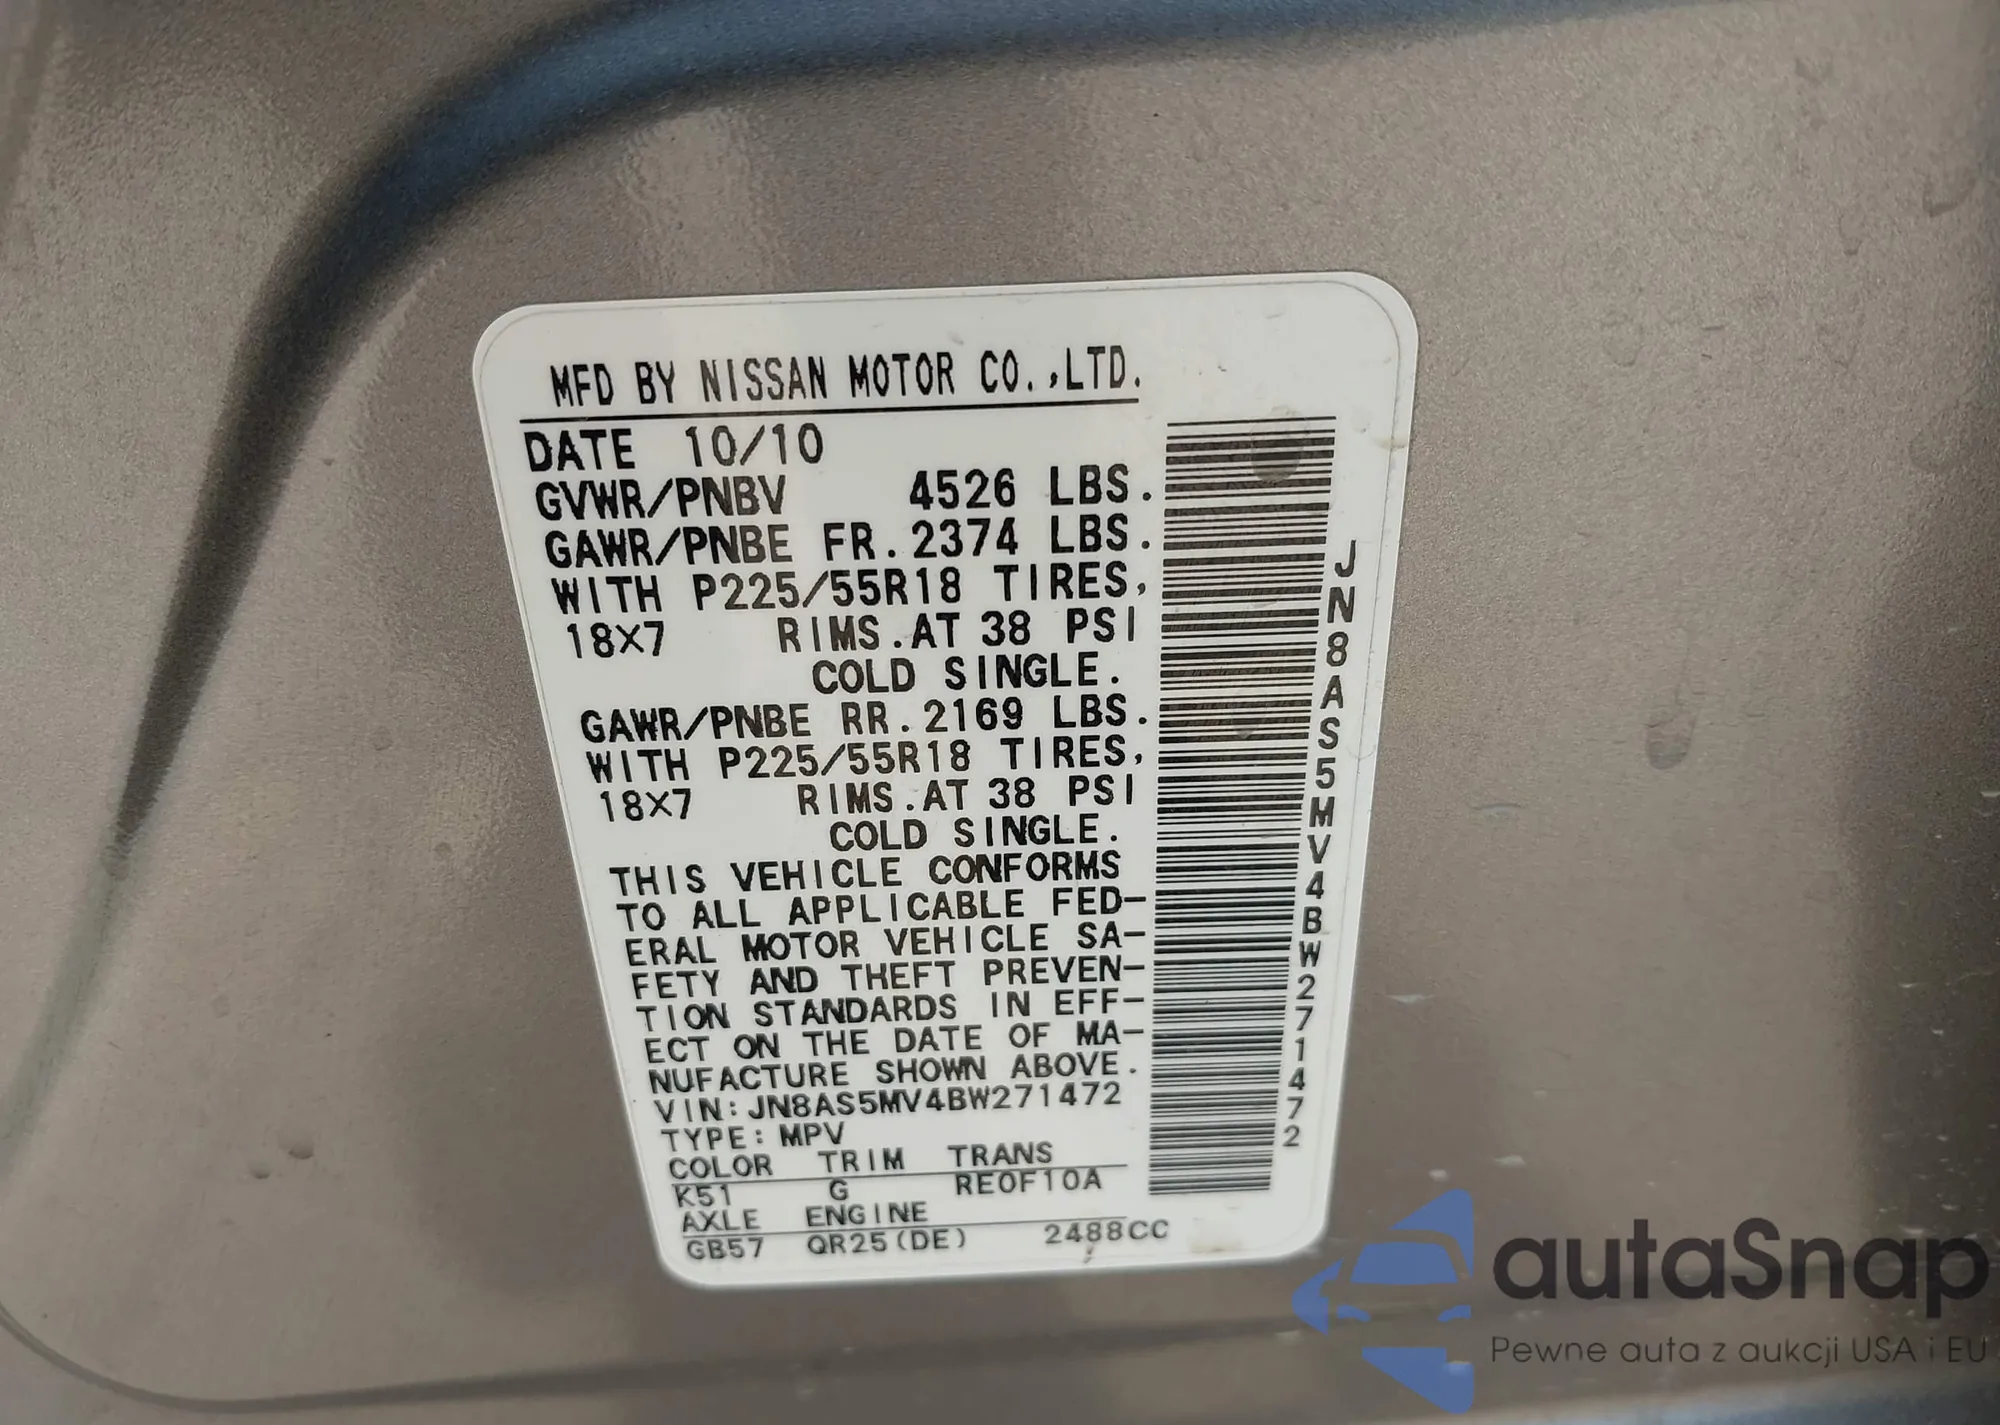 MFD BY NISSAN MOTOR CO.,LTD.
DATE 10/10
GVWR/PNBV 4526 LBS.
GAWR/PNBE FR.2374 LBS.
WITH P225/55R18 TIRES,
18X7 RIMS.AT 38 PSI
COLD SINGLE.
GAWR/PNBE RR.2169 LBS.
WITH P225/55R18 TIRES,
18X7 RIMS.AT 38 PSI
COLD SINGLE.
THIS VEHICLE CONFORMS
TO ALL APPLICABLE FED-
ERAL MOTOR VEHICLE SA-
FETY AND THEFT PREVEN-
TION STANDARDS IN EFF-
ECT ON THE DATE OF MA-
NUFACTURE SHOWN ABOVE.
VIN:JN8AS5MV4BW271472
TYPE:MPV
COLOR TRIM TRANS
K51 G RE0F10A
AXLE ENGINE
GB57 QR25(DE) 2488CC
JN8AS5MV4BW271472
autaSnap
Pewne auta z aukcji USA i EU